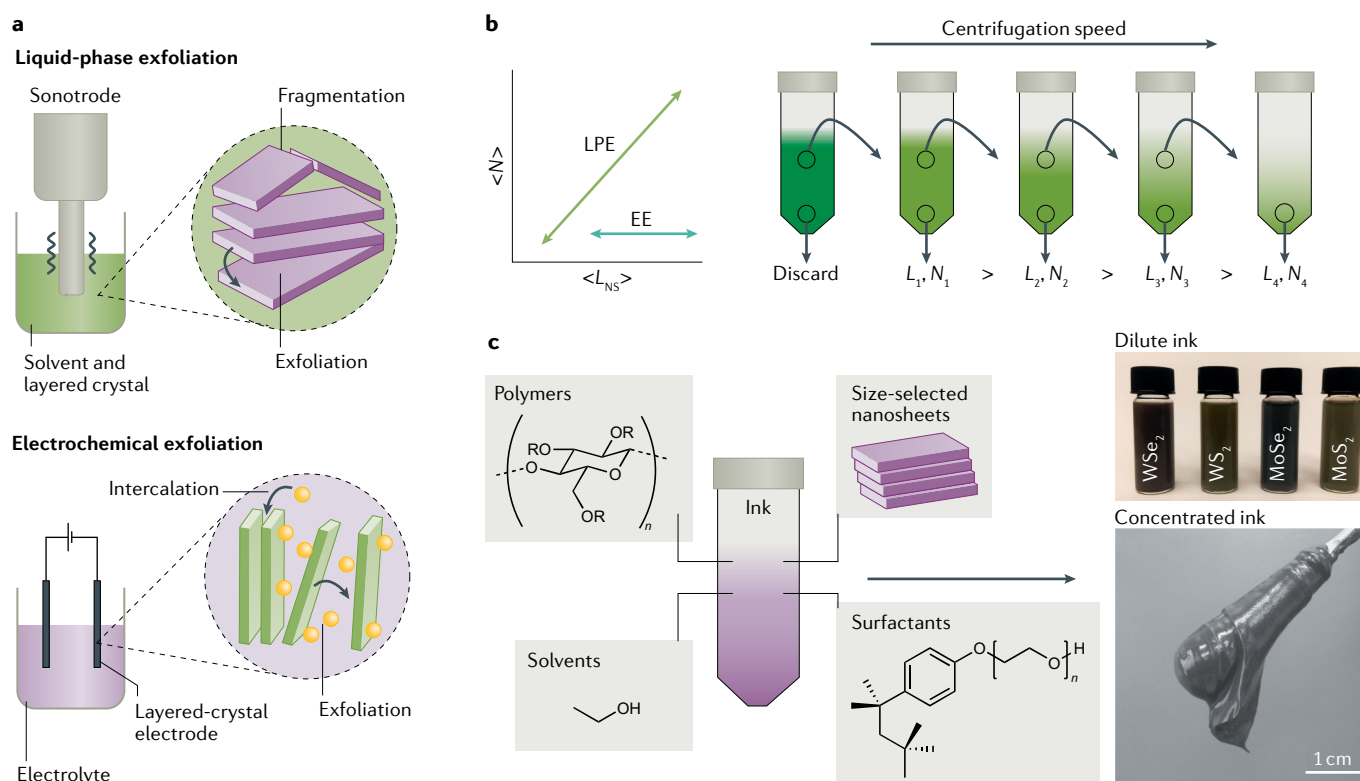 a
Liquid-phase exfoliation
Sonotrode
Fragmentation
Solvent and
layered crystal
Exfoliation
Electrochemical exfoliation
Intercalation
Layered-crystal
electrode
Exfoliation
Electrolyte
b
<N>
LPE
EE
<L_NS>
Centrifugation speed
Discard
L₁, N₁ > L₂, N₂ > L₃, N₃ > L₄, N₄
c
Polymers
OR
RO
O
O
O
OR
n
Size-selected
nanosheets
Ink
Solvents
OH
Surfactants
O
O
H
n
Dilute ink
WSe₂
WS₂
MoSe₂
MoS₂
Concentrated ink
1 cm